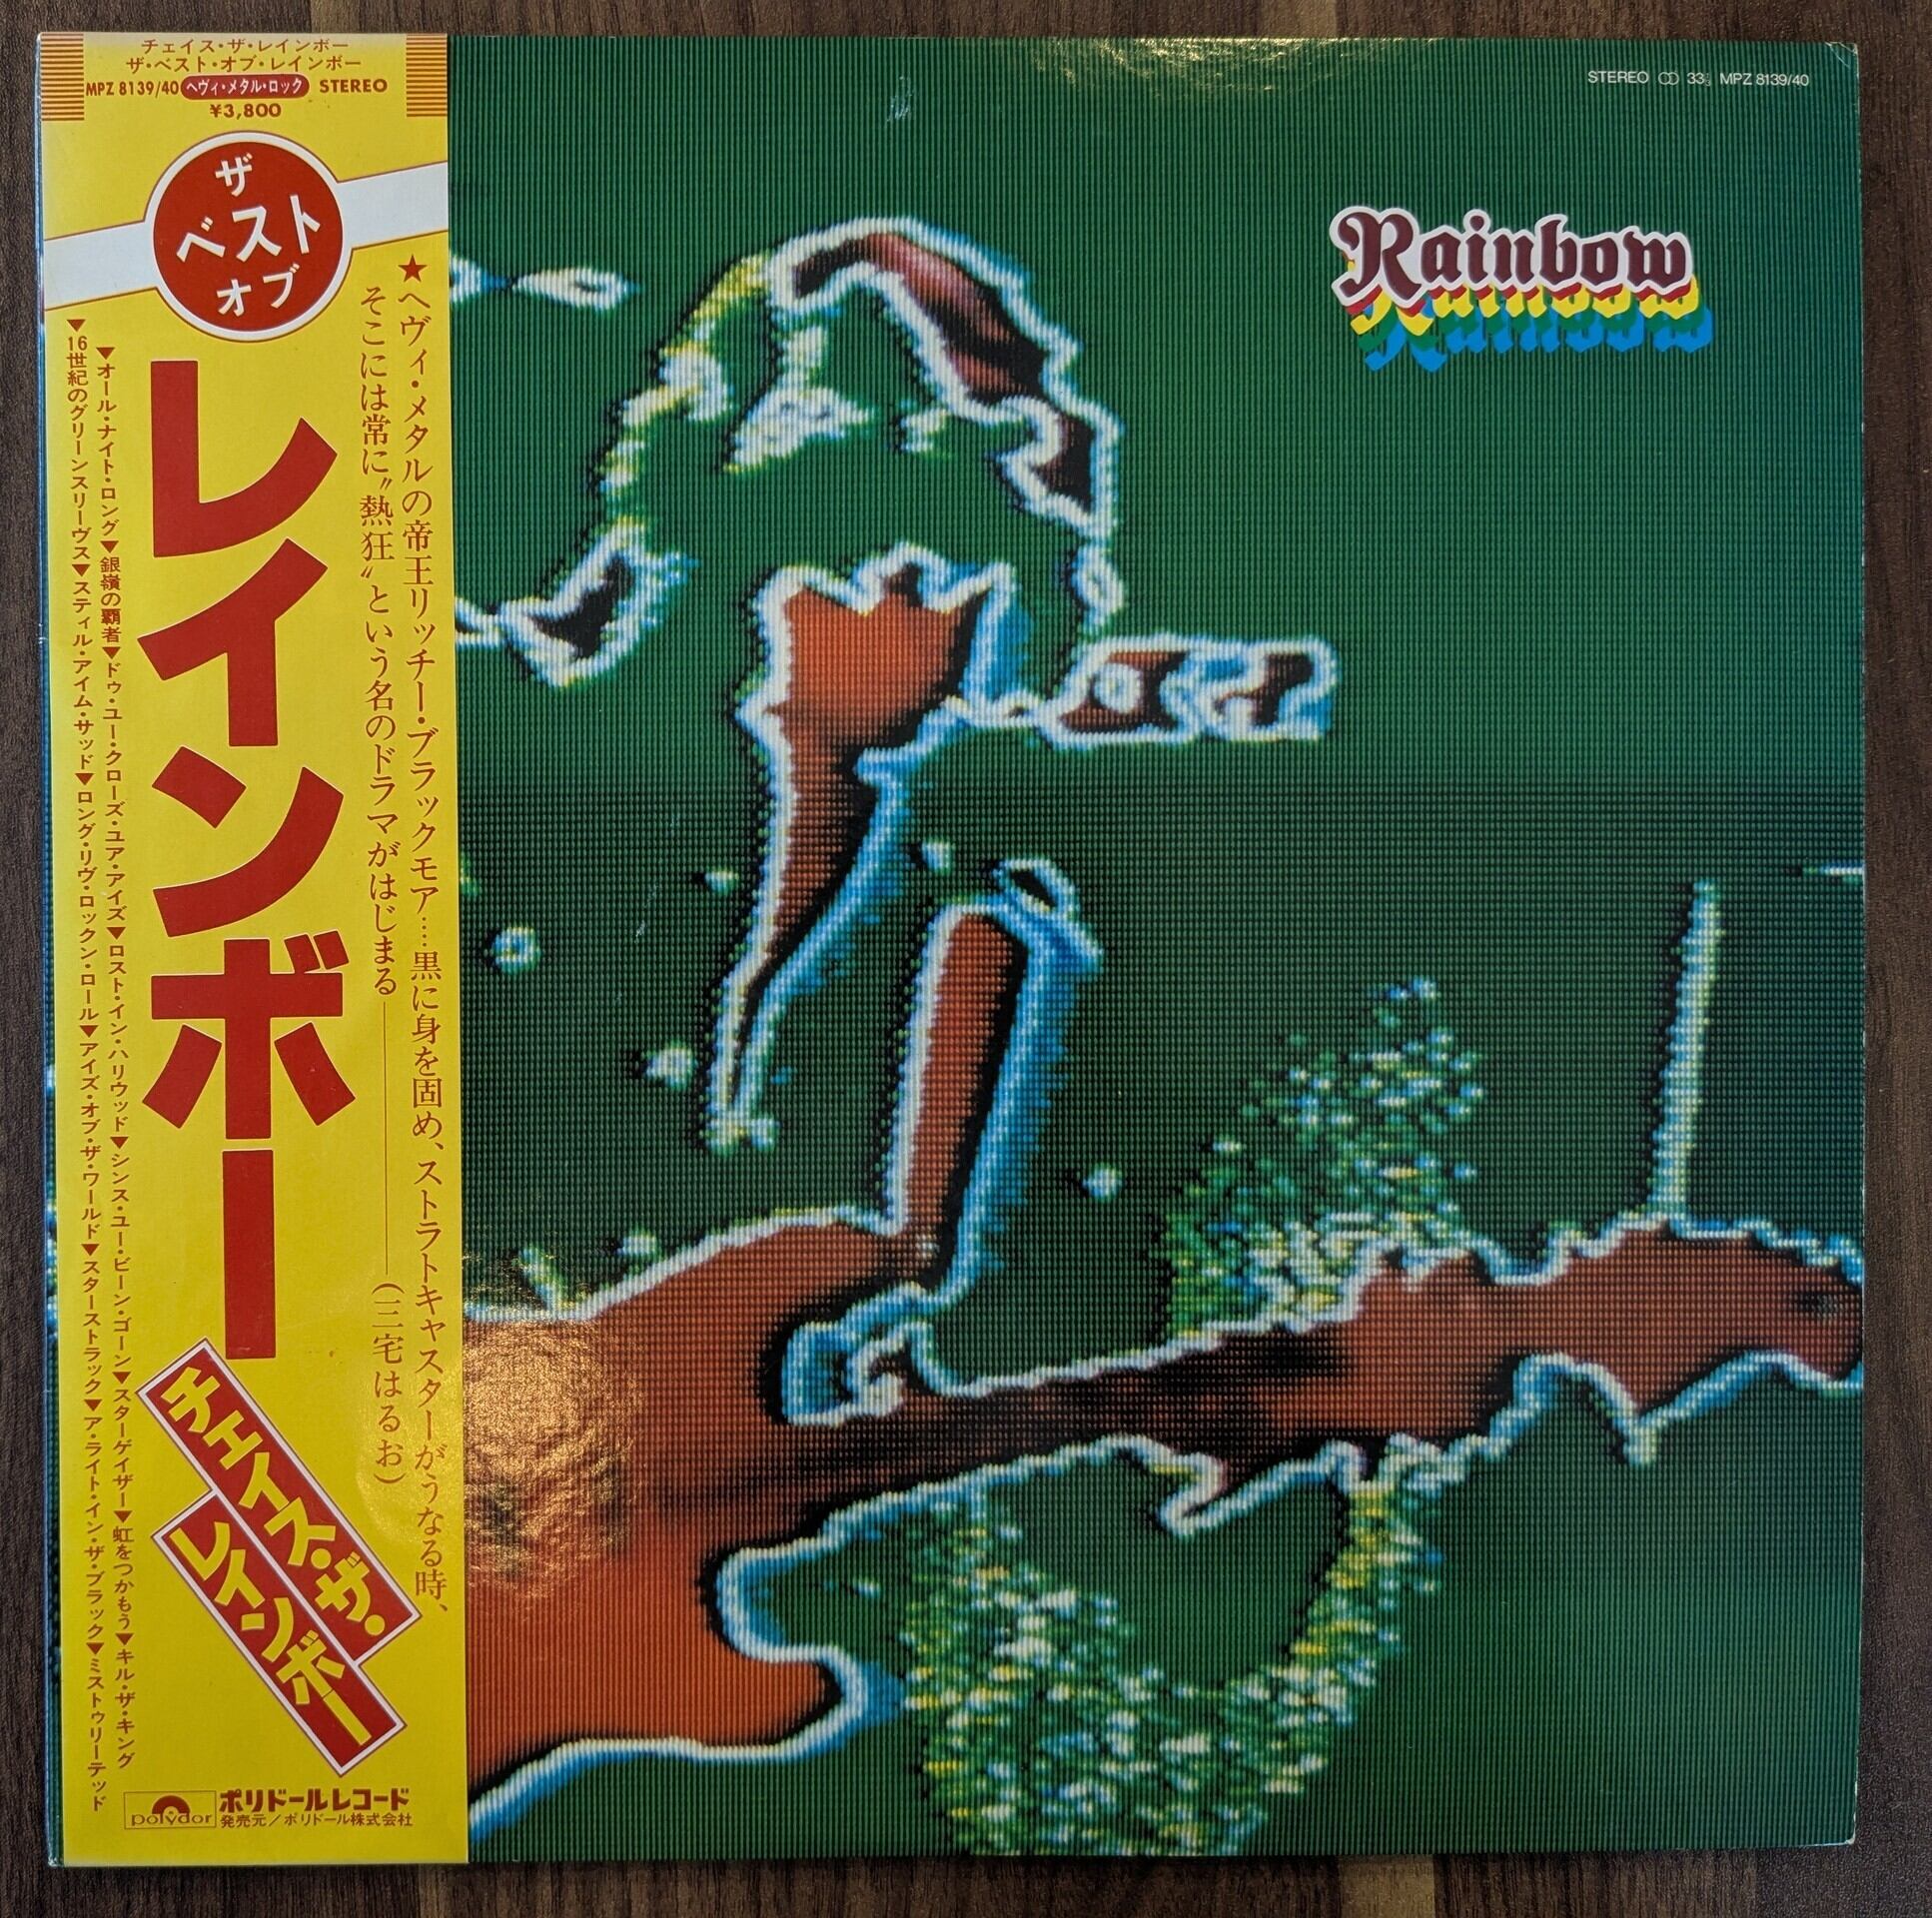 チェイス・ザ・レインボー
ザ・ベスト・オブ・レインボー
MPZ 8139/40 ヘヴィ・メタル・ロック STEREO
¥3,800
ザ
ベスト
オブ
レインボー
チェイス・ザ・
レインボー
★ヘヴィ・メタルの帝王リッチー・ブラックモア……黒に身を固め、ストラトキャスターがうなる時、
そこには常に〝熱狂〟という名のドラマがはじまる————(三宅はるお)
▼オール・ナイト・ロング▼銀嶺の覇者▼ドゥ・ユー・クローズ・ユア・アイズ▼ロスト・イン・ハリウッド▼シンス・ユー・ビーン・ゴーン▼スターゲイザー▼虹をつかもう▼キル・ザ・キング
▼16世紀のグリーンスリーヴス▼スティル・アイム・サッド▼ロング・リヴ・ロックン・ロール▼アイズ・オブ・ザ・ワールド▼スターストラック▼ア・ライト・イン・ザ・ブラック▼ミストゥリーテッド
polydor ポリドールレコード
発売元/ポリドール株式会社
STEREO 33⅓ MPZ 8139/40
Rainbow
Rainbow
Rainbow